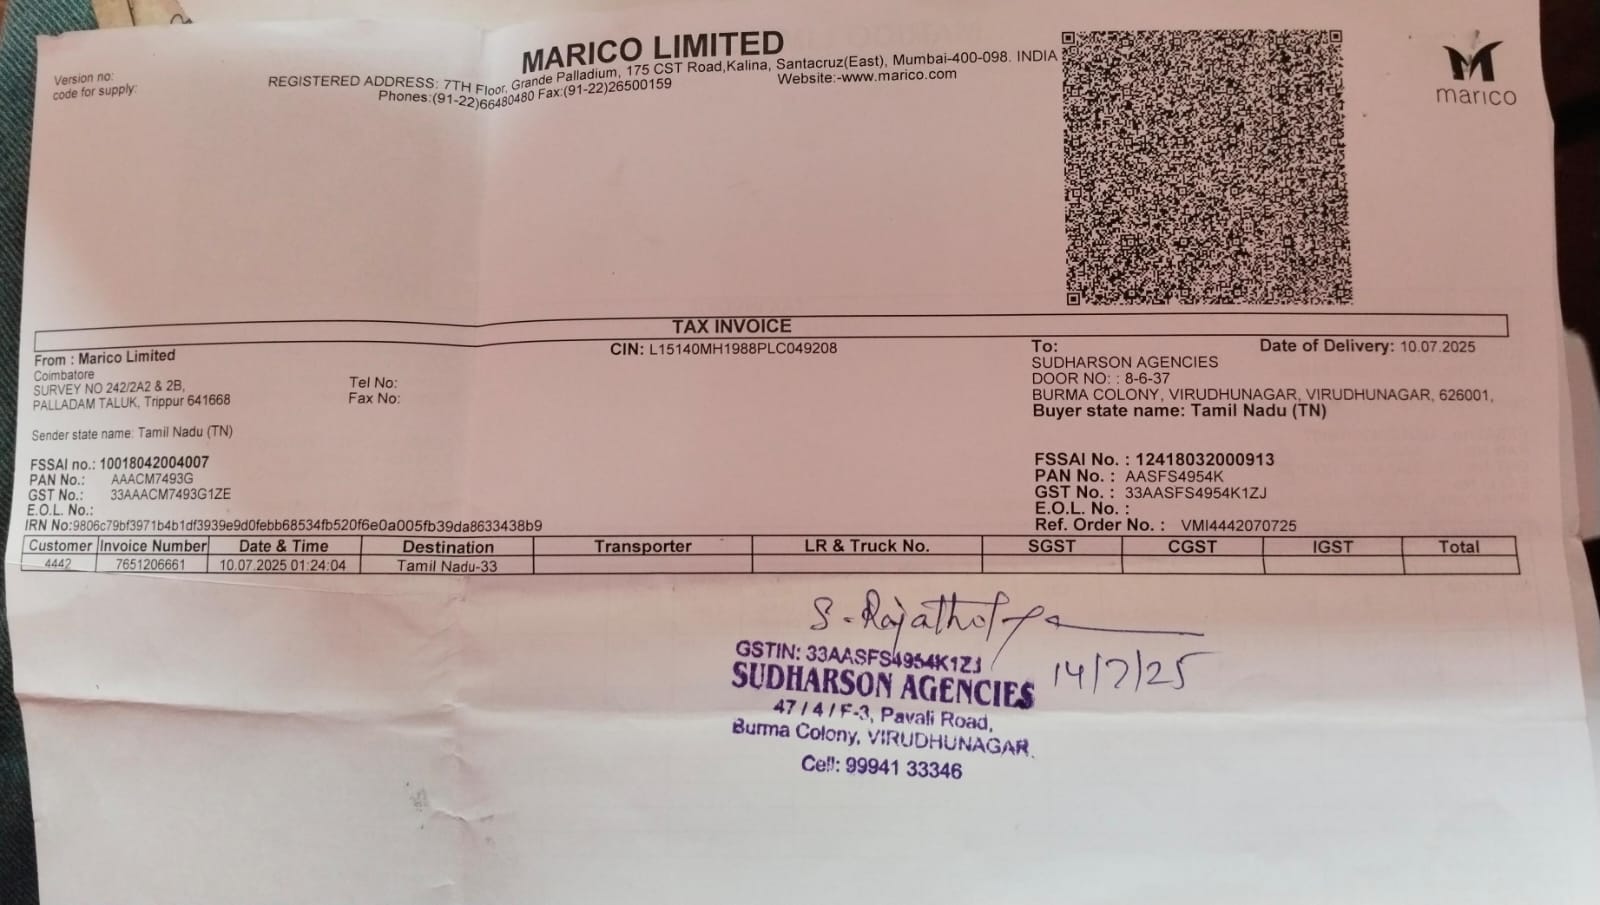 MARICO LIMITED
REGISTERED ADDRESS: 7TH Floor, Grande Palladium, 175 CST Road,Kalina, Santacruz(East), Mumbai-400-098. INDIA
Phones:(91-22)66480480 Fax:(91-22)26500159 Website:-www.marico.com
Version no:
code for supply:
marico
TAX INVOICE
CIN: L15140MH1988PLC049208
From : Marico Limited
Coimbatore
SURVEY NO 242/2A2 & 2B,
PALLADAM TALUK, Trippur 641668
Tel No:
Fax No:
Sender state name: Tamil Nadu (TN)
FSSAI no.: 10018042004007
PAN No.: AAACM7493G
GST No.: 33AAACM7493G1ZE
E.O.L. No.:
IRN No:9806c79bf3971b4b1df3939e9d0febb68534fb520f6e0a005fb39da8633438b9
To: Date of Delivery: 10.07.2025
SUDHARSON AGENCIES
DOOR NO: : 8-6-37
BURMA COLONY, VIRUDHUNAGAR, VIRUDHUNAGAR, 626001,
Buyer state name: Tamil Nadu (TN)
FSSAI No. : 12418032000913
PAN No. : AASFS4954K
GST No. : 33AASFS4954K1ZJ
E.O.L. No. :
Ref. Order No. : VMI4442070725
Customer Invoice Number Date & Time Destination Transporter LR & Truck No. SGST CGST IGST Total
4442 7651206661 10.07.2025 01:24:04 Tamil Nadu-33
GSTIN: 33AASFS4954K1ZJ
SUDHARSON AGENCIES
14/7/25
47 / 4 / F-3, Pavali Road,
Burma Colony, VIRUDHUNAGAR.
Cell: 99941 33346